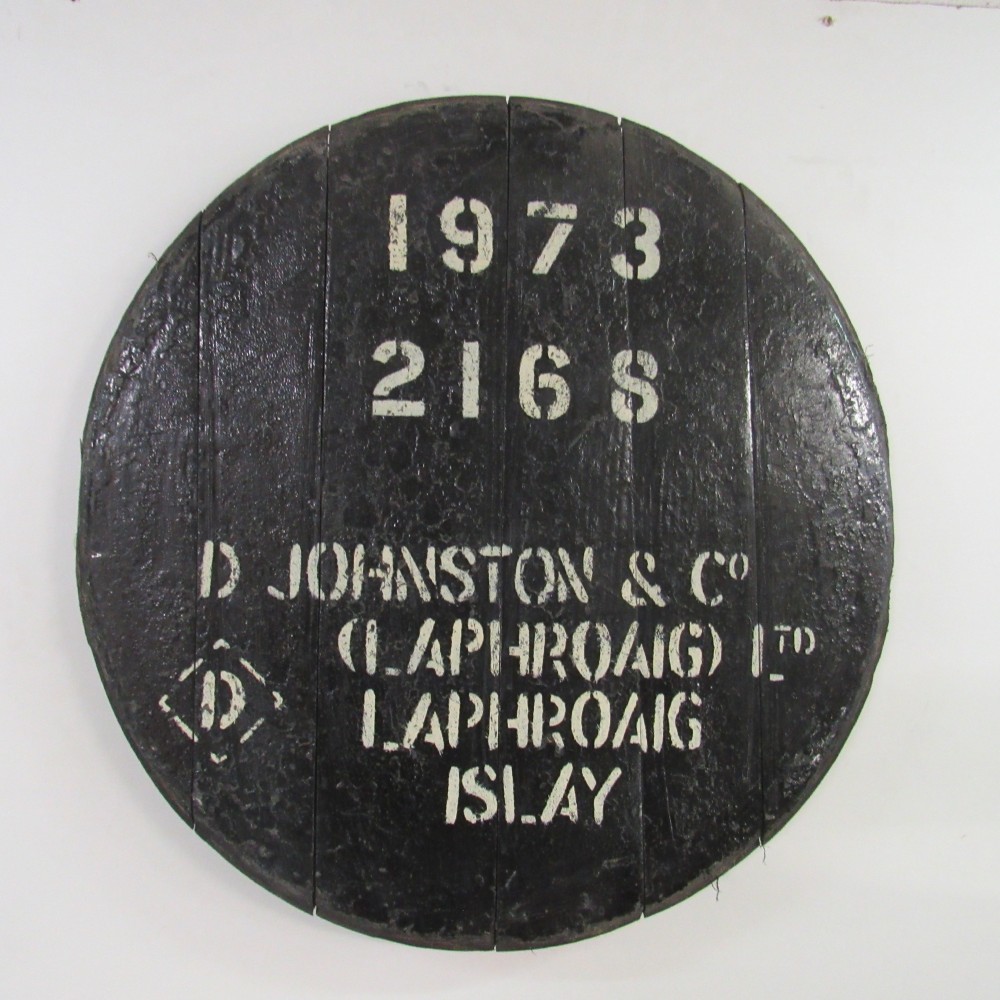 1973
2168
D JOHNSTON & Cº
(LAPHROAIG) LTD
D
LAPHROAIG
ISLAY